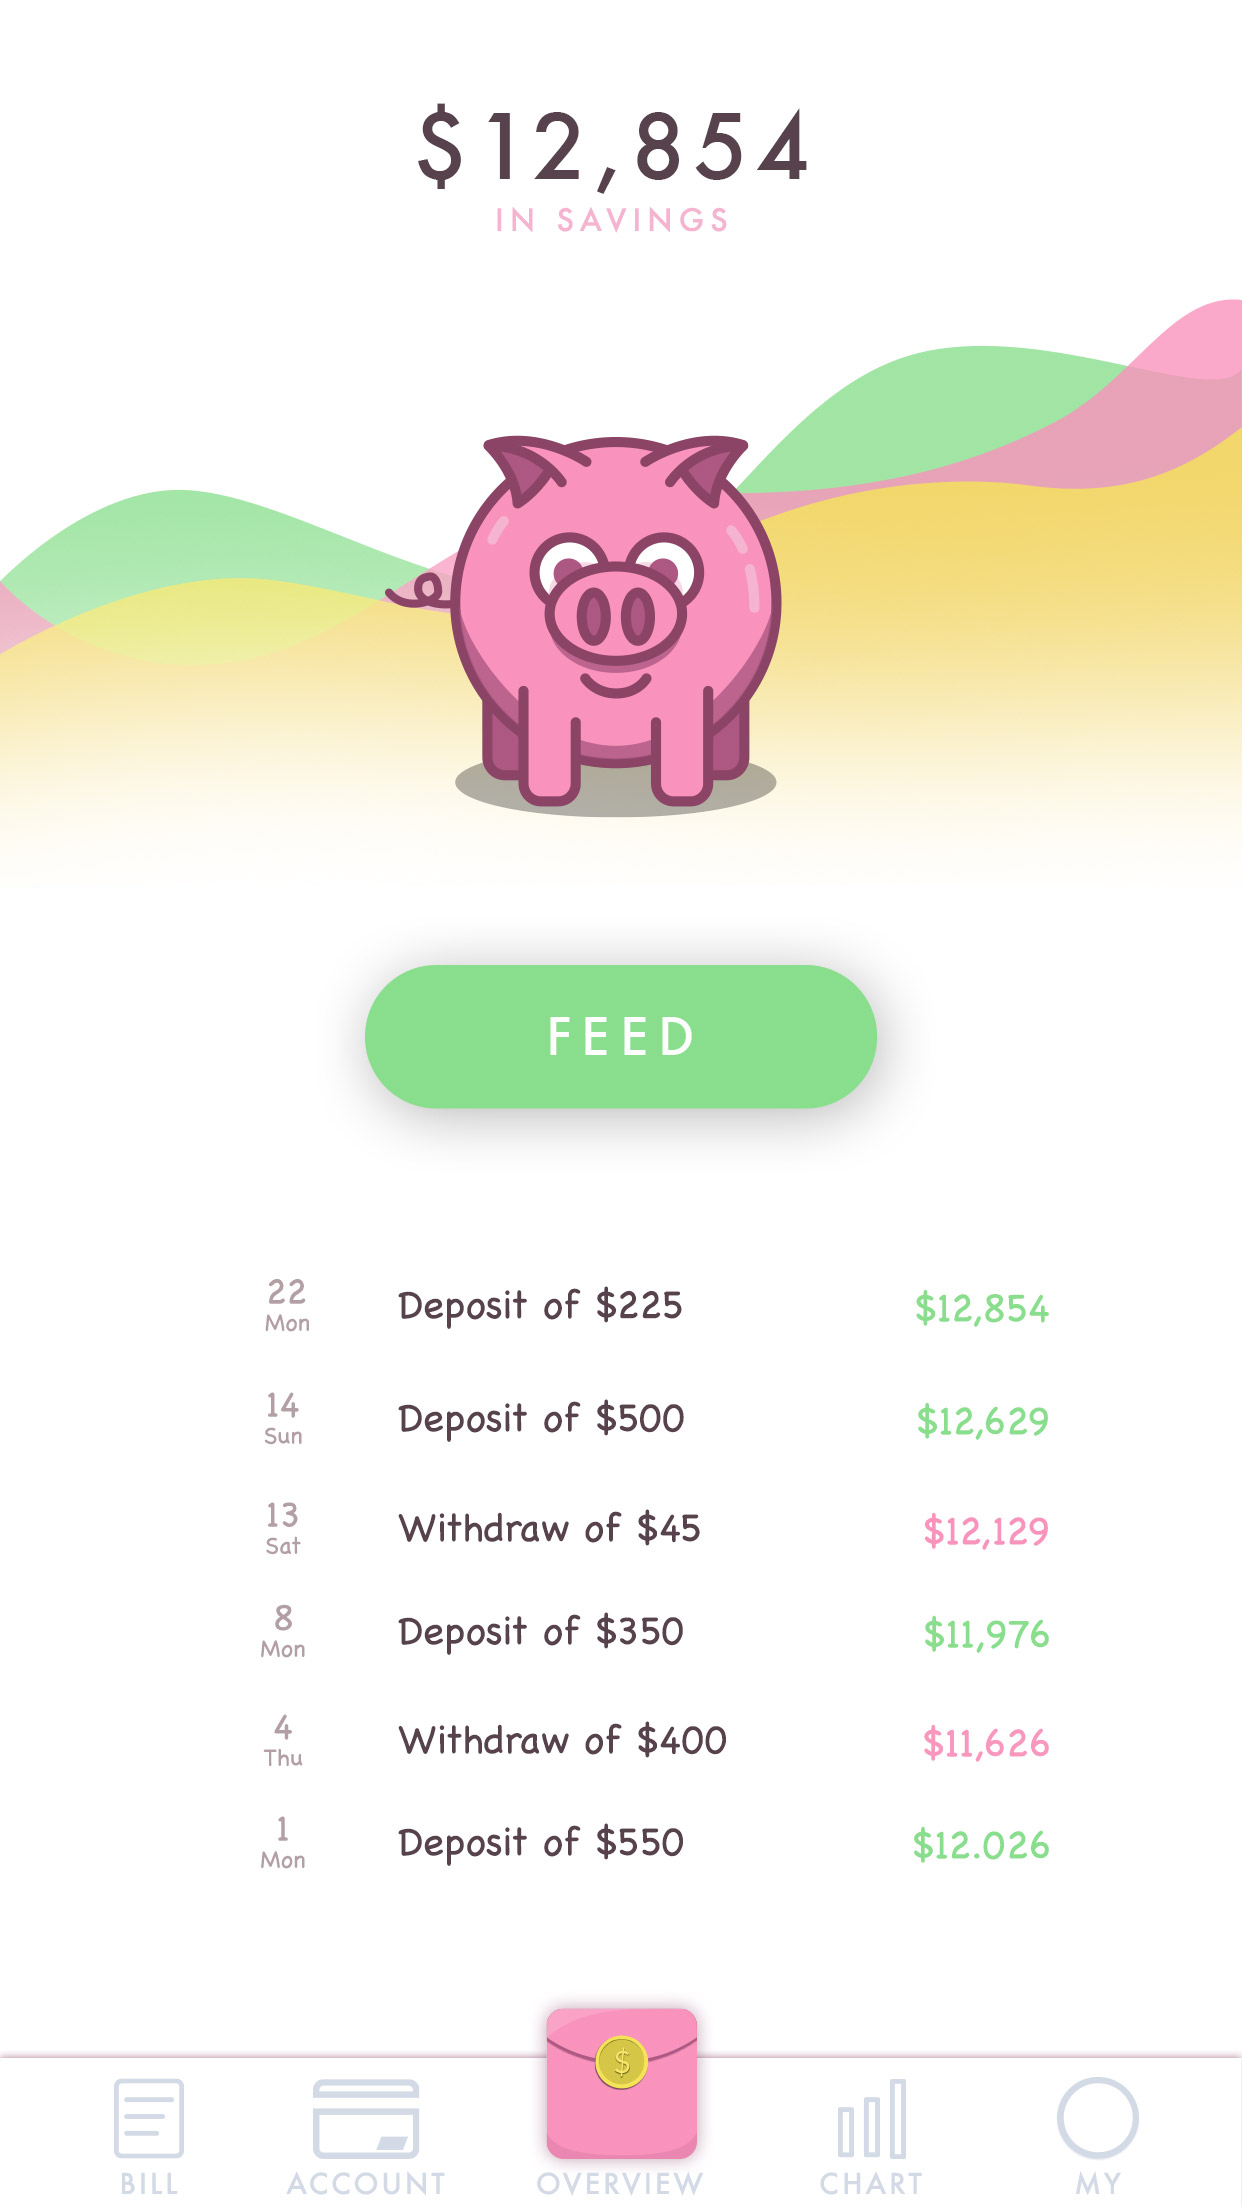 $12,854
IN SAVINGS
FEED
22 Deposit of $225 $12,854
Mon
14 Deposit of $500 $12,629
Sun
13 Withdraw of $45 $12,129
Sat
8 Deposit of $350 $11,976
Mon
4 Withdraw of $400 $11,626
Thu
1 Deposit of $550 $12.026
Mon
$
BILL ACCOUNT OVERVIEW CHART MY